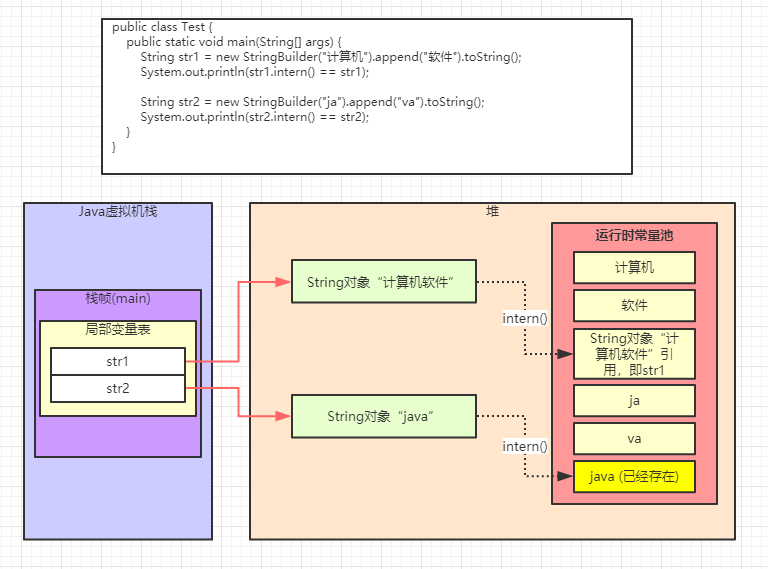 public class Test {
public static void main(String[] args) {
String str1 = new StringBuilder("计算机").append("软件").toString();
System.out.println(str1.intern() == str1);
String str2 = new StringBuilder("ja").append("va").toString();
System.out.println(str2.intern() == str2);
}
}
Java虚拟机栈
栈帧(main)
局部变量表
str1
str2
堆
String对象“计算机软件”
intern()
String对象“java”
intern()
运行时常量池
计算机
软件
String对象“计
算机软件”引
用，即str1
ja
va
java (已经存在)